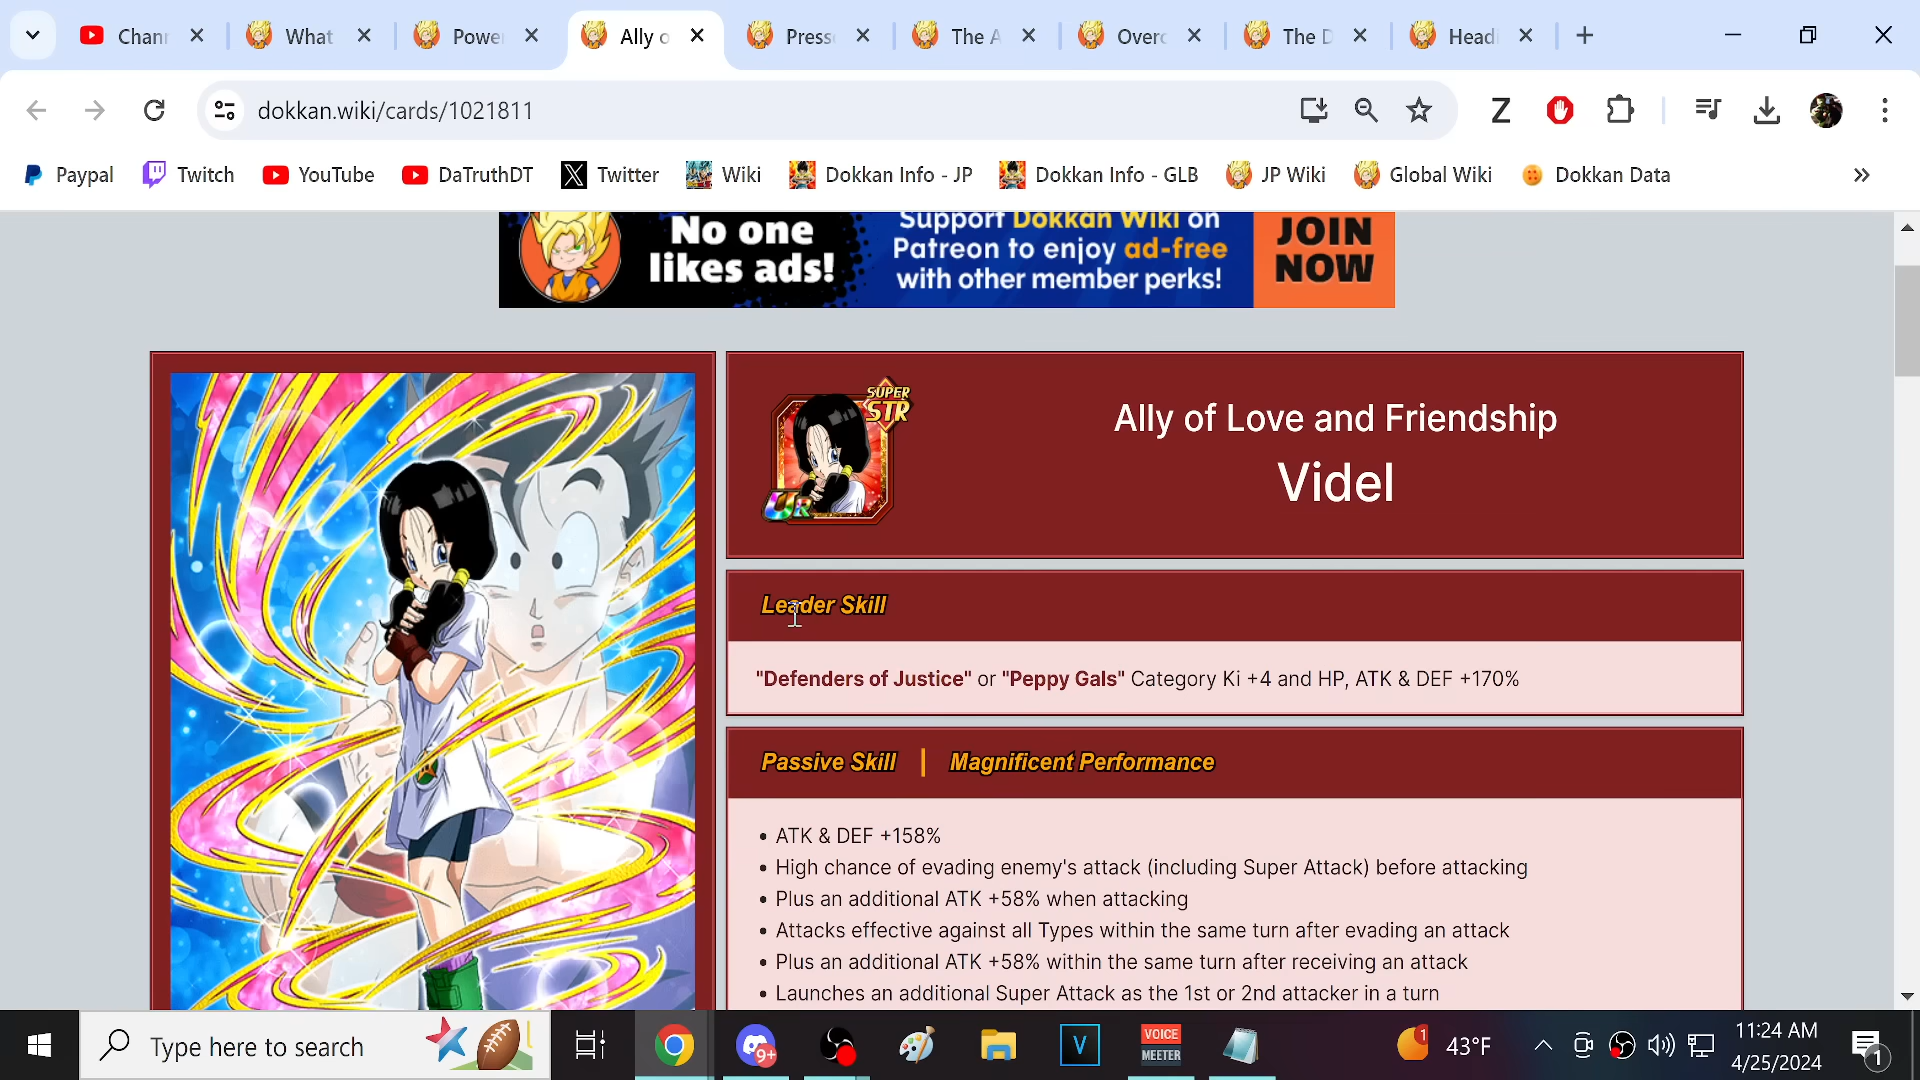 Chann
What
Powe
Ally o
Press
The A
Overc
The D
Headi
dokkan.wiki/cards/1021811
Z
Paypal
Twitch
YouTube
DaTruthDT
Twitter
Wiki
Dokkan Info - JP
Dokkan Info - GLB
JP Wiki
Global Wiki
Dokkan Data
No one
likes ads!
Support Dokkan Wiki on
Patreon to enjoy ad-free
with other member perks!
JOIN
NOW
SUPER
STR
UR
Ally of Love and Friendship
Videl
Leader Skill
"Defenders of Justice" or "Peppy Gals" Category Ki +4 and HP, ATK & DEF +170%
Passive Skill | Magnificent Performance
• ATK & DEF +158%
• High chance of evading enemy's attack (including Super Attack) before attacking
• Plus an additional ATK +58% when attacking
• Attacks effective against all Types within the same turn after evading an attack
• Plus an additional ATK +58% within the same turn after receiving an attack
• Launches an additional Super Attack as the 1st or 2nd attacker in a turn
Type here to search
9+
V
VOICE
MEETER
1
43°F
11:24 AM
4/25/2024
1